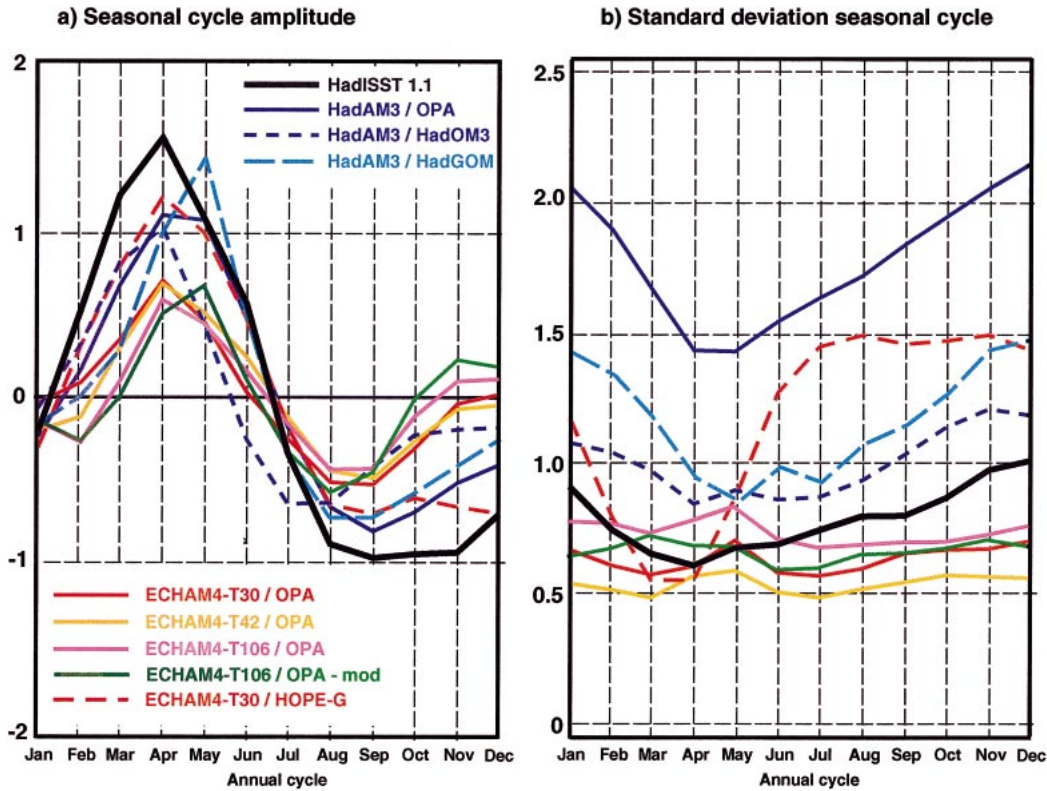 a) Seasonal cycle amplitude
2
1
0
-1
-2
HadISST 1.1
HadAM3 / OPA
HadAM3 / HadOM3
HadAM3 / HadGOM
ECHAM4-T30 / OPA
ECHAM4-T42 / OPA
ECHAM4-T106 / OPA
ECHAM4-T106 / OPA - mod
ECHAM4-T30 / HOPE-G
Jan Feb Mar Apr May Jun Jul Aug Sep Oct Nov Dec
Annual cycle
b) Standard deviation seasonal cycle
2.5
2.0
1.5
1.0
0.5
0
Jan Feb Mar Apr May Jun Jul Aug Sep Oct Nov Dec
Annual cycle